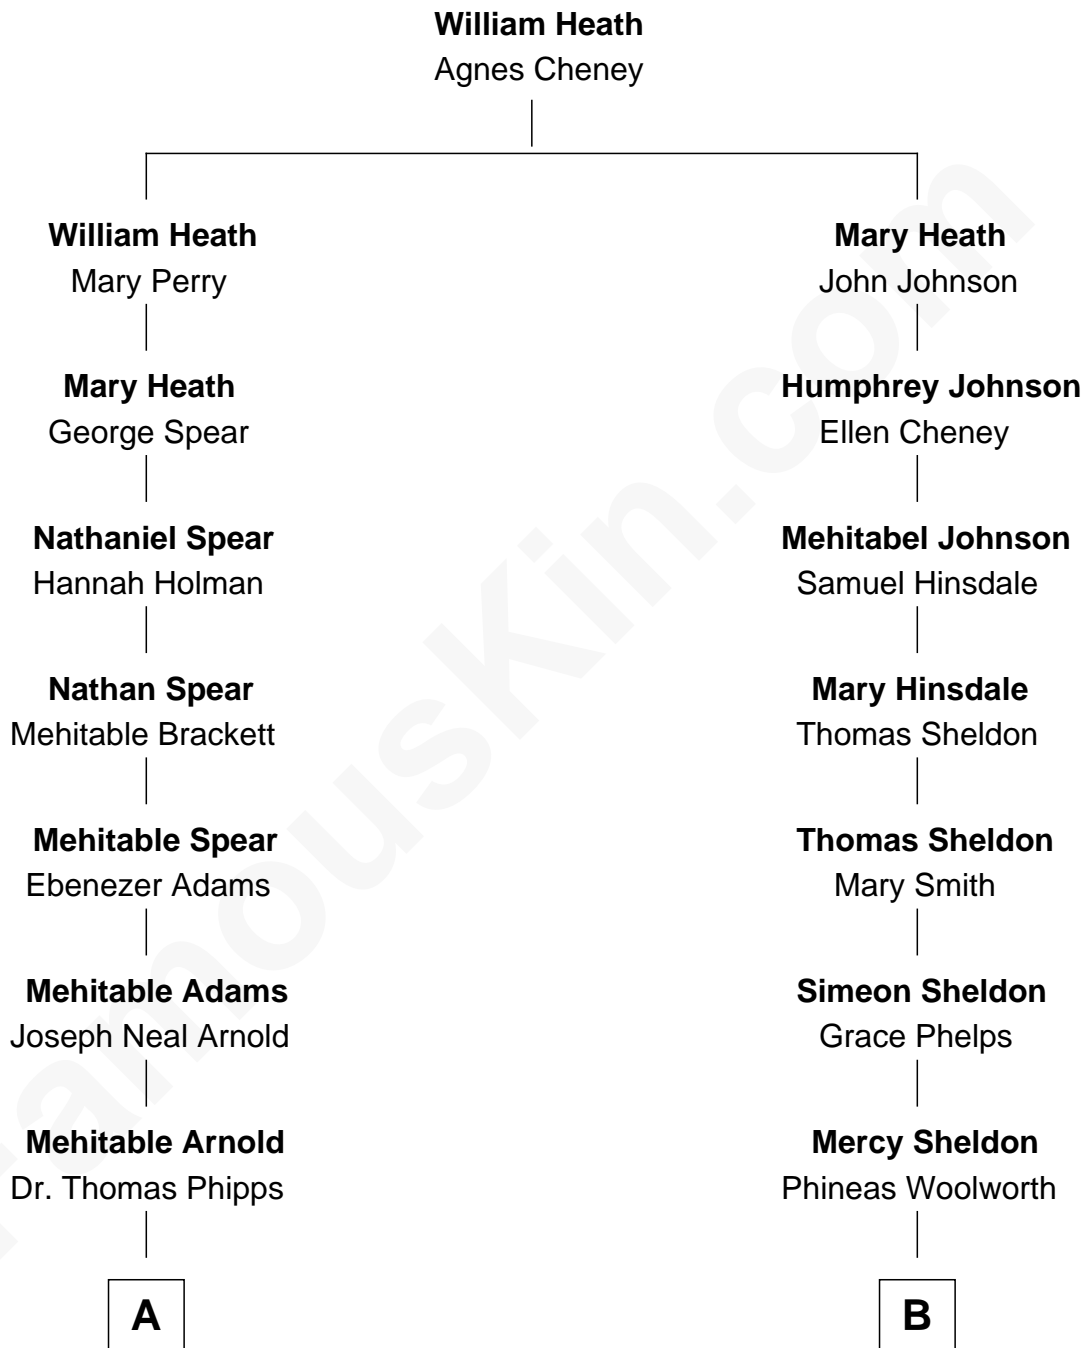 William Heath
Agnes Cheney
William Heath
Mary Perry
Mary Heath
John Johnson
Mary Heath
George Spear
Humphrey Johnson
Ellen Cheney
Nathaniel Spear
Hannah Holman
Mehitabel Johnson
Samuel Hinsdale
Nathan Spear
Mehitable Brackett
Mary Hinsdale
Thomas Sheldon
Mehitable Spear
Ebenezer Adams
Thomas Sheldon
Mary Smith
Mehitable Adams
Joseph Neal Arnold
Simeon Sheldon
Grace Phelps
Mehitable Arnold
Dr. Thomas Phipps
Mercy Sheldon
Phineas Woolworth
A
B
FamousKin.com